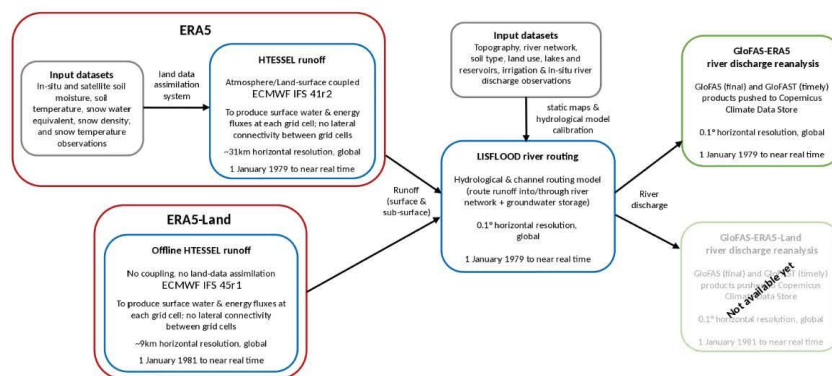 ERA5
Input datasets
In-situ and satellite soil
moisture, soil
temperature, snow water
equivalent, snow density,
and snow temperature
observations
land data
assimilation
system
HTESSEL runoff
Atmosphere/Land-surface coupled
ECMWF IFS 41r2
To produce surface water & energy
fluxes at each grid cell; no lateral
connectivity between grid cells
~31km horizontal resolution, global
1 January 1979 to near real time
ERA5-Land
Offline HTESSEL runoff
No coupling, no land-data assimilation
ECMWF IFS 45r1
To produce surface water & energy fluxes at
each grid cell; no lateral connectivity
between grid cells
~9km horizontal resolution, global
1 January 1981 to near real time
Runoff
(surface &
sub-surface)
Input datasets
Topography, river network,
soil type, land use, lakes and
reservoirs, irrigation & in-situ river
discharge observations
static maps &
hydrological model
calibration
LISFLOOD river routing
Hydrological & channel routing model
(route runoff into/through river
network + groundwater storage)
0.1° horizontal resolution,
global
1 January 1979 to near real time
River
discharge
GloFAS-ERA5
river discharge reanalysis
GloFAS (final) and GloFAST (timely)
products pushed to Copernicus
Climate Data Store
0.1° horizontal resolution, global
1 January 1979 to near real time
GloFAS-ERA5-Land
river discharge reanalysis
GloFAS (final) and GloFAST (timely)
products pushed to Copernicus
Climate Data Store
0.1° horizontal resolution, global
1 January 1981 to near real time
Not available yet